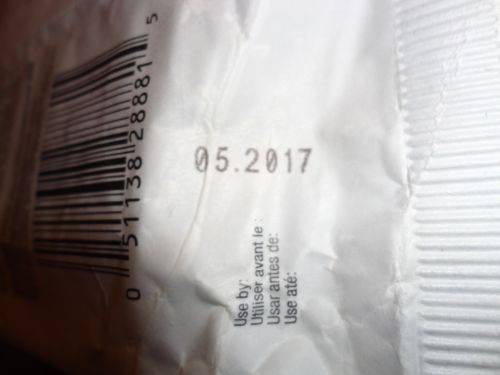 05.2017
Use by:
Utiliser avant le :
Usar antes de:
Use até:
0 51138 28881 5